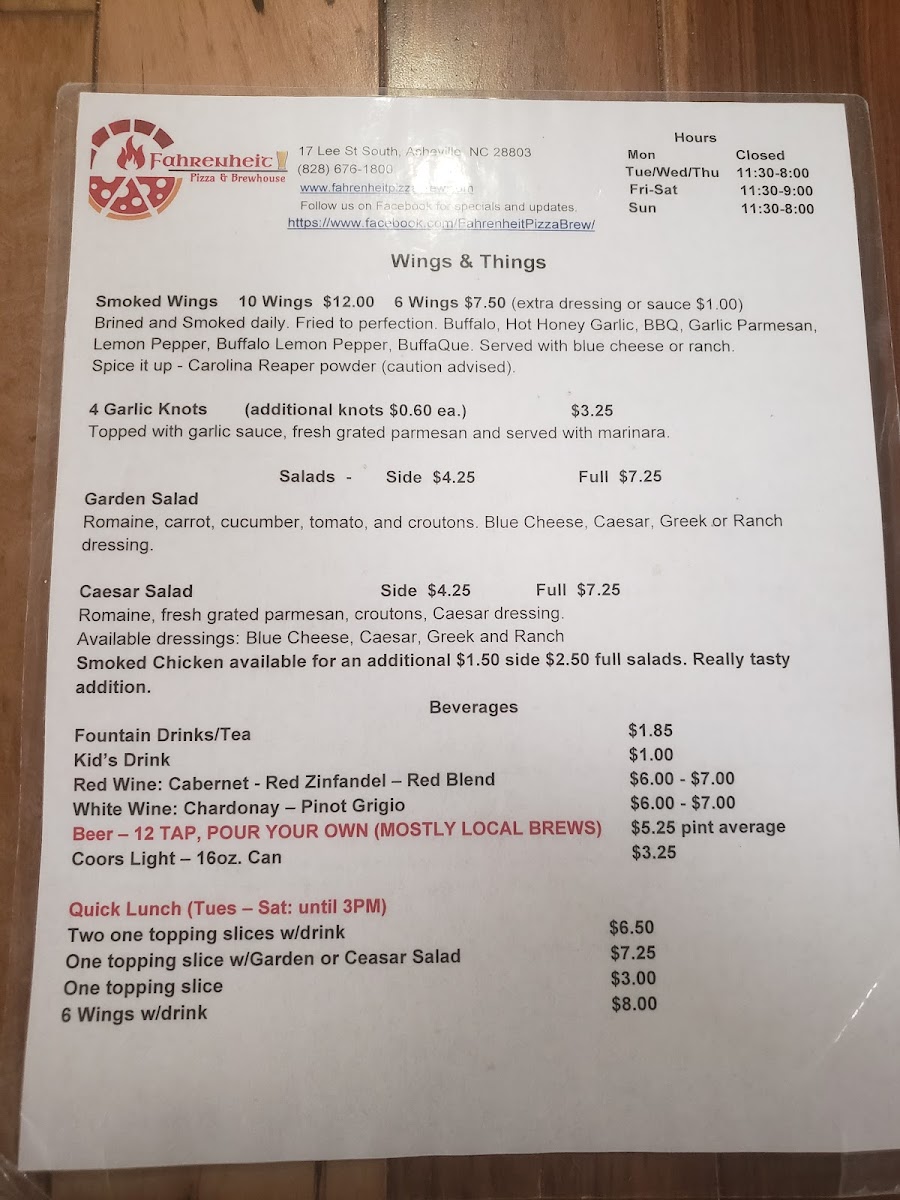 Fahrenheit
Pizza & Brewhouse
17 Lee St South, Asheville, NC 28803
(828) 676-1800
Follow us on Facebook for specials and updates.
https://www.facebook.com/FahrenheitPizzaBrew/
Hours
Mon Closed
Tue/Wed/Thu 11:30-8:00
Fri-Sat 11:30-9:00
Sun 11:30-8:00
Wings & Things
Smoked Wings 10 Wings $12.00 6 Wings $7.50 (extra dressing or sauce $1.00)
Brined and Smoked daily. Fried to perfection. Buffalo, Hot Honey Garlic, BBQ, Garlic Parmesan,
Lemon Pepper, Buffalo Lemon Pepper, BuffaQue. Served with blue cheese or ranch.
Spice it up - Carolina Reaper powder (caution advised).
4 Garlic Knots (additional knots $0.60 ea.) $3.25
Topped with garlic sauce, fresh grated parmesan and served with marinara.
Salads - Side $4.25 Full $7.25
Garden Salad
Romaine, carrot, cucumber, tomato, and croutons. Blue Cheese, Caesar, Greek or Ranch
dressing.
Caesar Salad Side $4.25 Full $7.25
Romaine, fresh grated parmesan, croutons, Caesar dressing.
Available dressings: Blue Cheese, Caesar, Greek and Ranch
Smoked Chicken available for an additional $1.50 side $2.50 full salads. Really tasty
addition.
Beverages
Fountain Drinks/Tea $1.85
Kid's Drink $1.00
Red Wine: Cabernet - Red Zinfandel – Red Blend $6.00 - $7.00
White Wine: Chardonay – Pinot Grigio $6.00 - $7.00
Beer – 12 TAP, POUR YOUR OWN (MOSTLY LOCAL BREWS) $5.25 pint average
Coors Light – 16oz. Can $3.25
Quick Lunch (Tues – Sat: until 3PM)
Two one topping slices w/drink $6.50
One topping slice w/Garden or Ceasar Salad $7.25
One topping slice $3.00
6 Wings w/drink $8.00